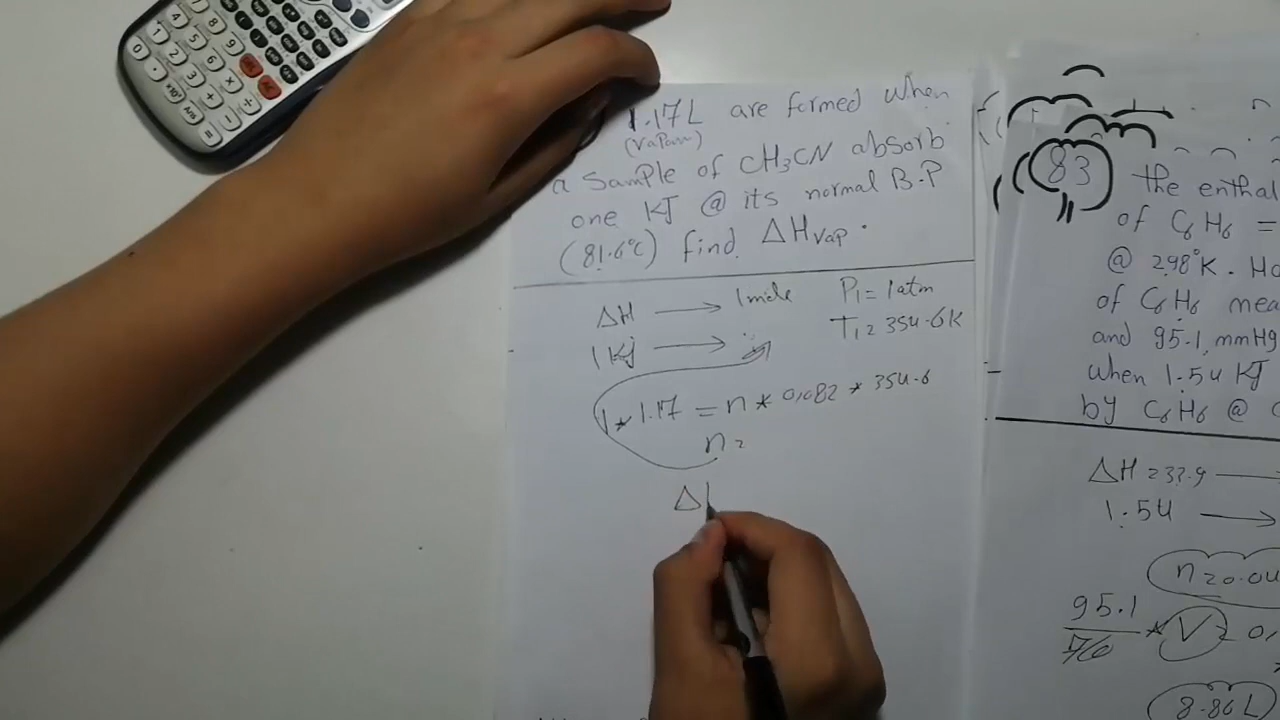 1.17L are formed when
(Vapour)
a sample of CH3CN absorb
one KJ @ its normal B.P
(81.6°C) find ΔHvap.
ΔH → 1 mole P1 = 1 atm
1 KJ → T1 = 354.6 K
1 * 1.17 = n * 0.082 * 354.6
n =
Δ
83 the enthal
of C6H6 =
@ 298°K. Ho
of C6H6 mea
and 95.1 mmHg
when 1.54 KJ
by C6H6 @
ΔH = 33.9 →
1.54 →
n = 0.04
95.1
76 * V = 0.
8.86 L